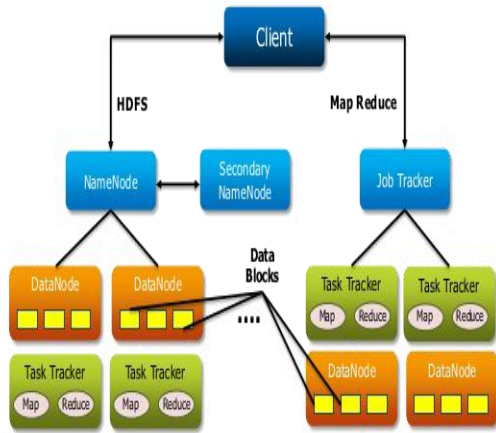 Client
HDFS
Map Reduce
NameNode
Secondary
NameNode
Job Tracker
DataNode
DataNode
Data
Blocks
....
Task Tracker
Map
Reduce
Task Tracker
Map
Reduce
Task Tracker
Map
Reduce
Task Tracker
Map
Reduce
DataNode
DataNode